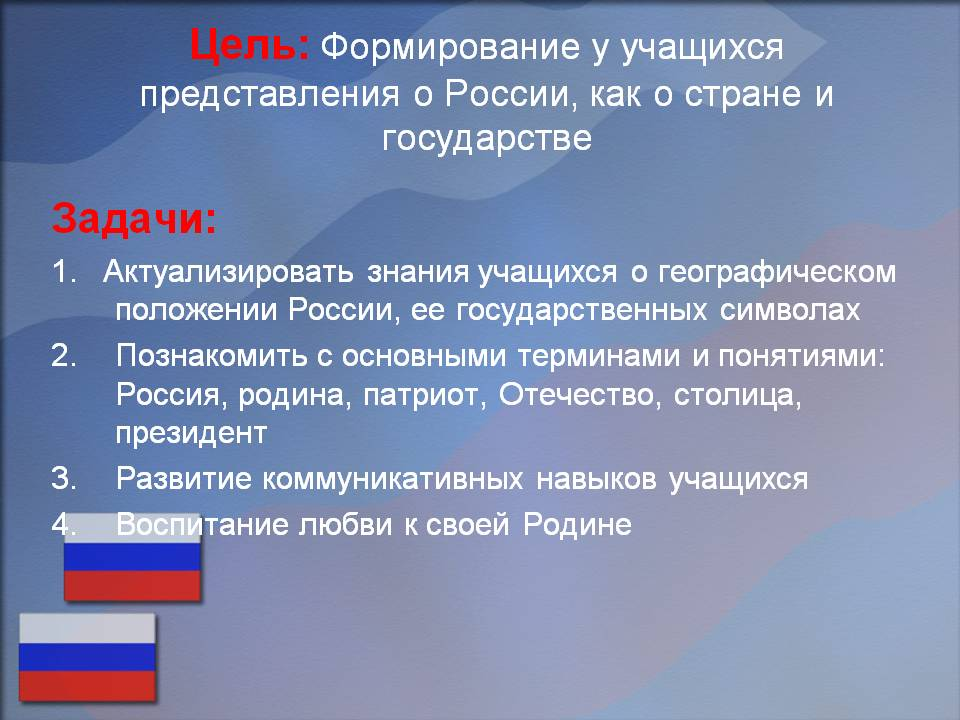 Цель: Формирование у учащихся
представления о России, как о стране и
государстве
Задачи:
1. Актуализировать знания учащихся о географическом
положении России, ее государственных символах
2. Познакомить с основными терминами и понятиями:
Россия, родина, патриот, Отечество, столица,
президент
3. Развитие коммуникативных навыков учащихся
4. Воспитание любви к своей Родине